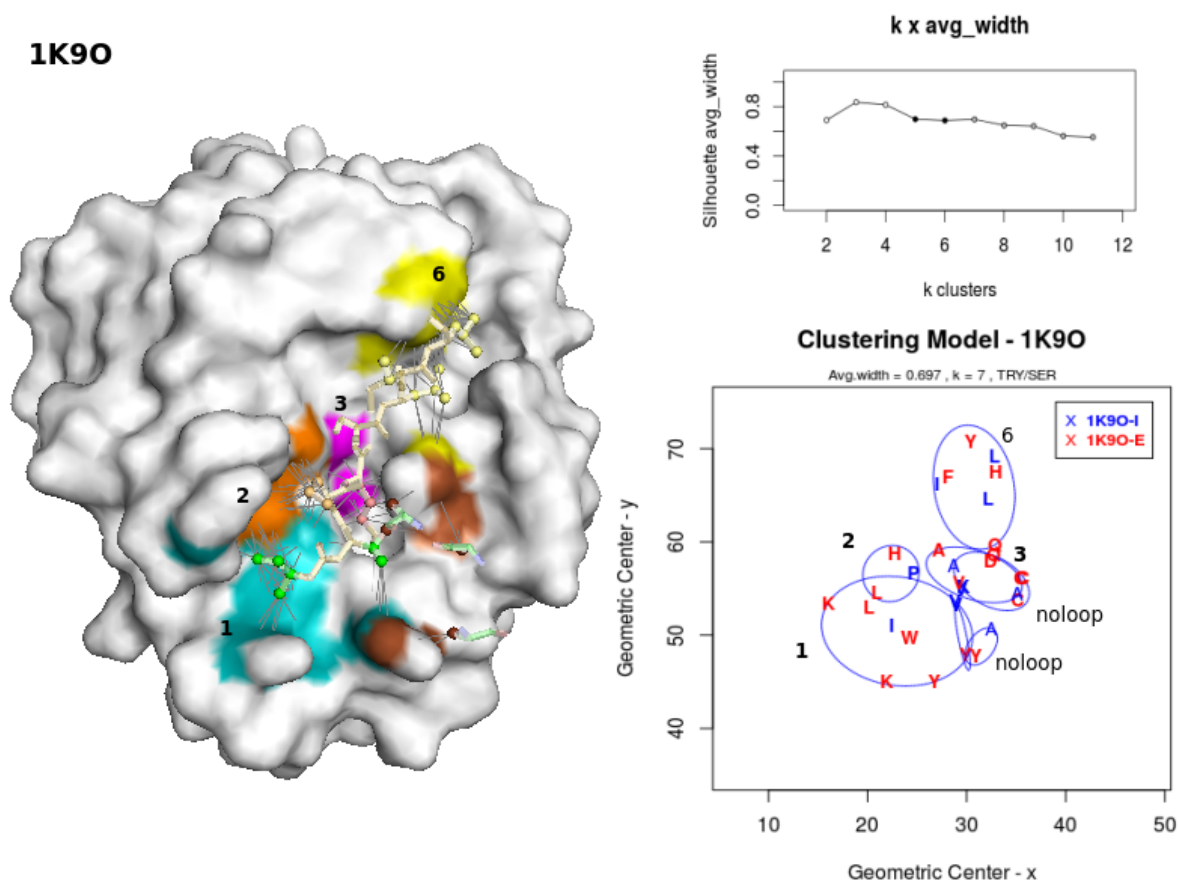 1K9O
6
3
2
1
k x avg_width
Silhouette avg_width
0.8
0.4
0.0
2 4 6 8 10 12
k clusters
Clustering Model - 1K9O
Avg.width = 0.697 , k = 7 , TRY/SER
X 1K9O-I
X 1K9O-E
Geometric Center - y
70
60
50
40
Y 6
L
F H
I
L
2
H A 3
P A
K L
L noloop
I A
W
1 noloop
K Y
10 20 30 40 50
Geometric Center - x